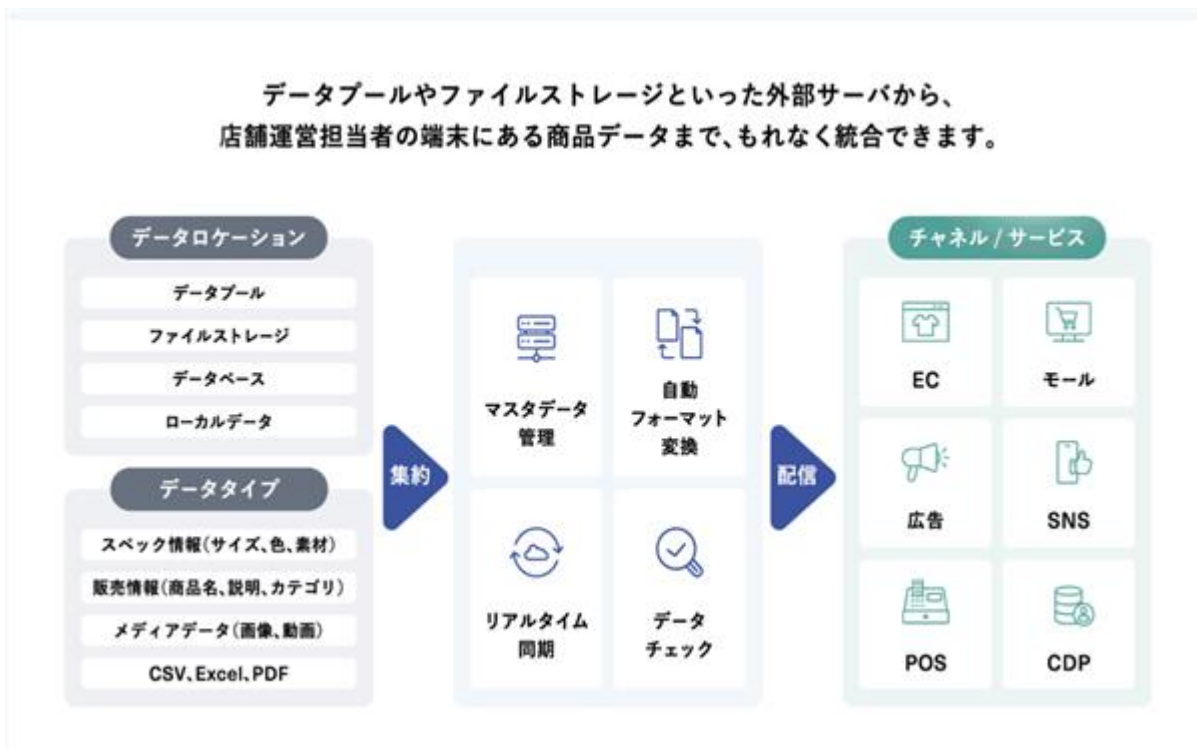 データプールやファイルストレージといった外部サーバから、
店舗運営担当者の端末にある商品データまで、もれなく統合できます。
データロケーション
データプール
ファイルストレージ
データベース
ローカルデータ
データタイプ
スペック情報(サイズ、色、素材)
販売情報(商品名、説明、カテゴリ)
メディアデータ(画像、動画)
CSV、Excel、PDF
集約
マスタデータ
管理
自動
フォーマット
変換
リアルタイム
同期
データ
チェック
配信
チャネル / サービス
EC
モール
広告
SNS
POS
CDP